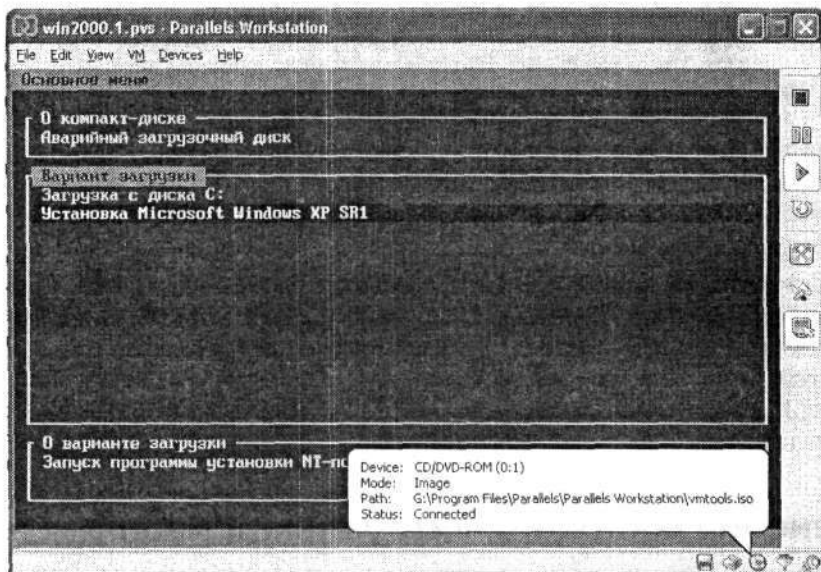 win2000.1.pvs - Parallels Workstation
File Edit View VM Devices Help
Основное меню
О компакт-диске
Аварийный загрузочный диск
Вариант загрузки
Загрузка с диска C:
Установка Microsoft Windows XP SR1
О варианте загрузки
Запуск программы установки NT-по
Device: CD/DVD-ROM (0:1)
Mode: Image
Path: G:\Program Files\Parallels\Parallels Workstation\vmtools.iso
Status: Connected